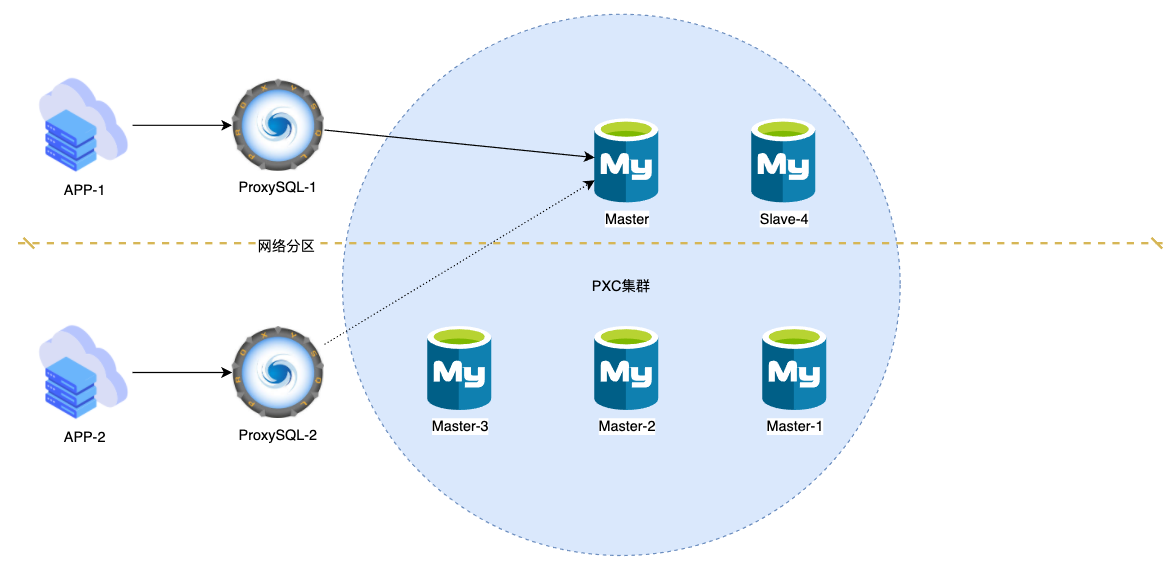 My
My
APP-1
ProxySQL-1
Master
Slave-4
网络分区
PXC集群
My
My
My
APP-2
ProxySQL-2
Master-3
Master-2
Master-1